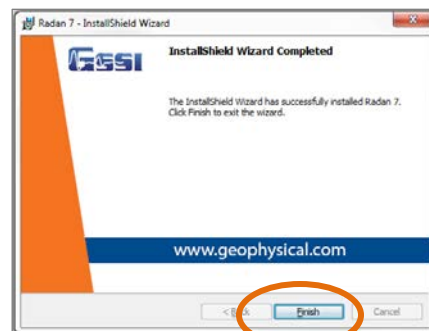 Radan 7 - InstallShield Wizard
GSSI
InstallShield Wizard Completed
The InstallShield Wizard has successfully installed Radan 7.
Click Finish to exit the wizard.
www.geophysical.com
< Back
Finish
Cancel